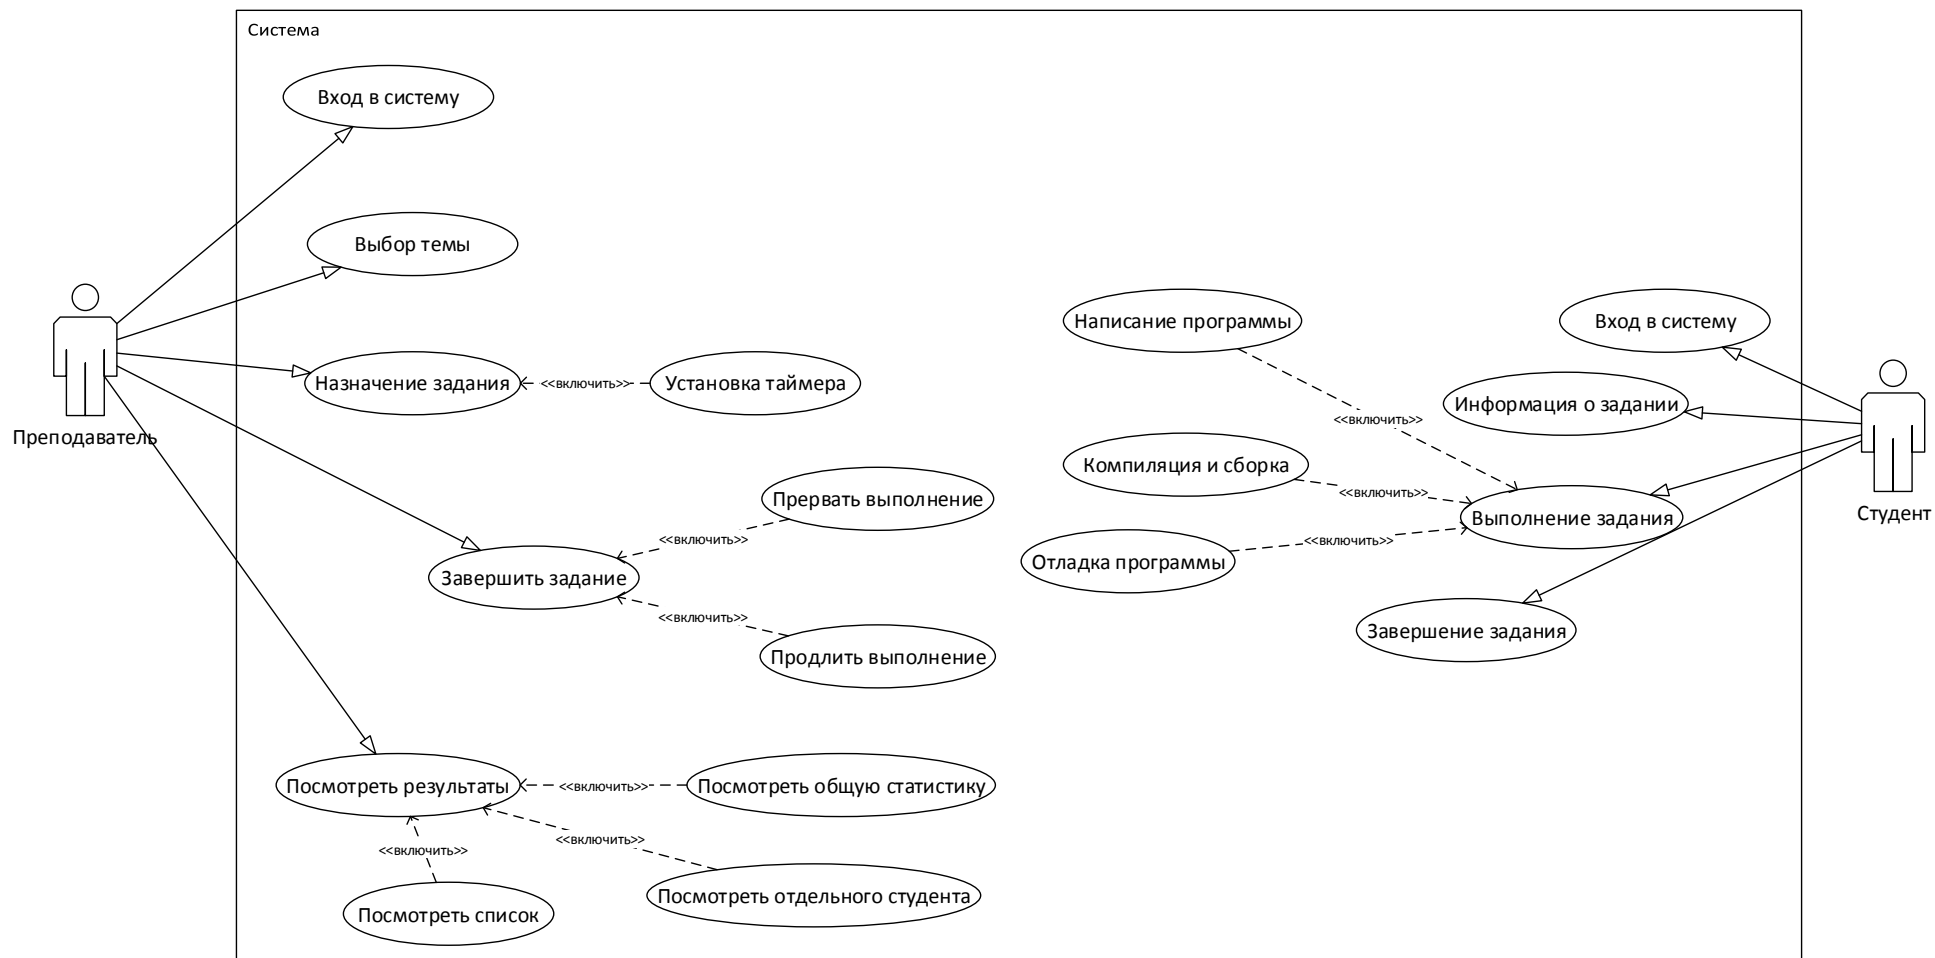 Система
Вход в систему
Выбор темы
Написание программы
Вход в систему
Назначение задания
<<включить>>
Установка таймера
Информация о задании
<<включить>>
Преподаватель
Компиляция и сборка
<<включить>>
Прервать выполнение
Выполнение задания
Студент
<<включить>>
<<включить>>
Отладка программы
Завершить задание
<<включить>>
Завершение задания
Продлить выполнение
Посмотреть результаты
<<включить>>
Посмотреть общую статистику
<<включить>>
<<включить>>
Посмотреть отдельного студента
Посмотреть список